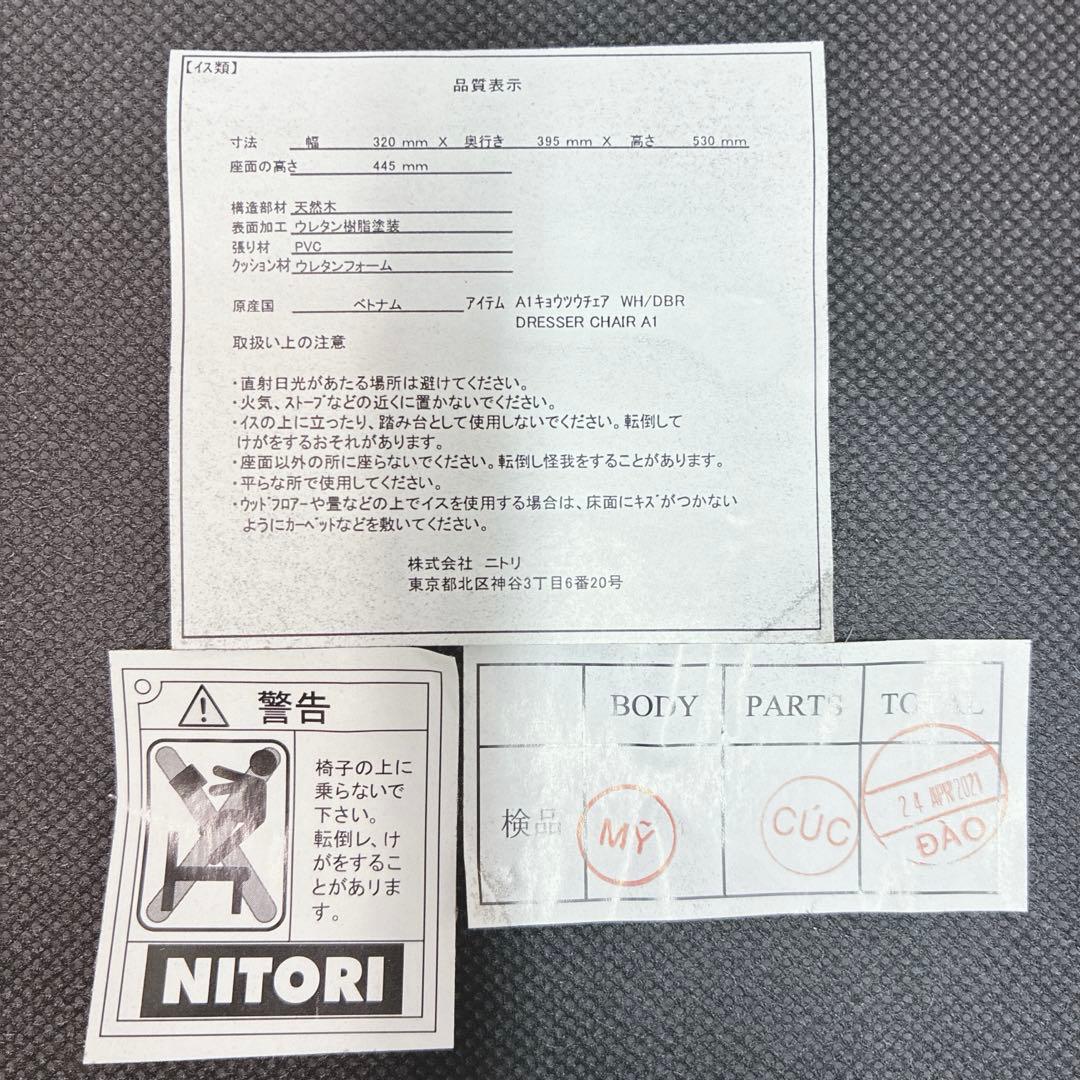 【ｲｽ類】
品質表示
寸法 幅 320 mm X 奥行き 395 mm X 高さ 530 mm
座面の高さ 445 mm
構造部材 天然木
表面加工 ウレタン樹脂塗装
張り材 PVC
ｸｯｼｮﾝ材 ウレタンフォーム
原産国 ベトナム アイテム A1ｷｮｳﾂｳﾁｪｱ WH/DBR
DRESSER CHAIR A1
取扱い上の注意
・直射日光があたる場所は避けてください。
・火気、ｽﾄｰﾌﾞなどの近くに置かないでください。
・イスの上に立ったり、踏み台として使用しないでください。転倒して
けがをするおそれがあります。
・座面以外の所に座らないでください。転倒し怪我をすることがあります。
・平らな所で使用してください。
・ｳｯﾄﾞﾌﾛｱｰや畳などの上でイスを使用する場合は、床面にｷｽﾞがつかない
ようにｶｰﾍﾟｯﾄなどを敷いてください。
株式会社 ニトリ
東京都北区神谷3丁目6番20号
警告
椅子の上に
乗らないで
下さい。
転倒し、け
がをするこ
とがありま
す。
NITORI
BODY PARTS TOTAL
検品 MỸ CÚC 24 APR 2021
ĐÀO